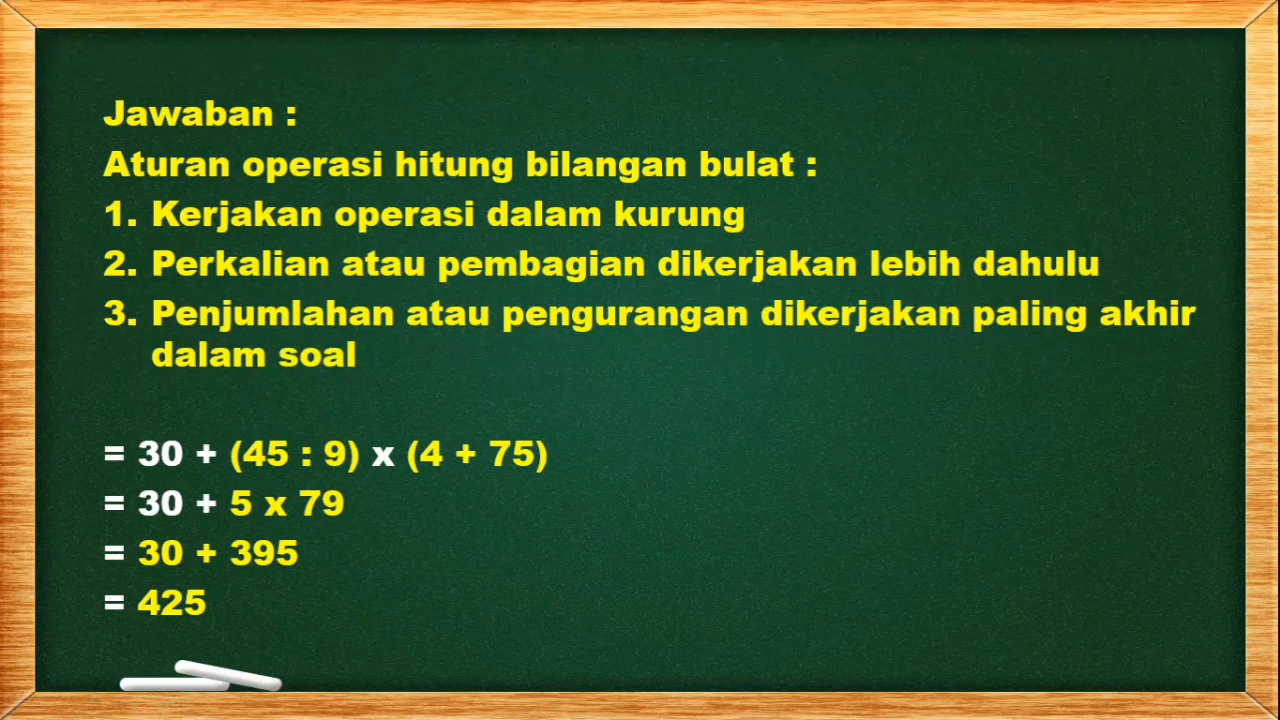 Jawaban :
Aturan operasi hitung bilangan bulat :
1. Kerjakan operasi dalam kurung
2. Perkalian atau pembagian dikerjakan lebih dahulu
3. Penjumlahan atau pengurangan dikerjakan paling akhir
dalam soal
= 30 + (45 : 9) x (4 + 75)
= 30 + 5 x 79
= 30 + 395
= 425